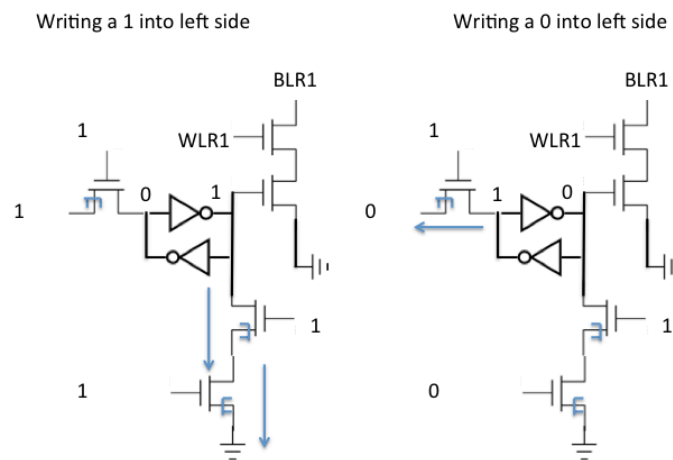 Writing a 1 into left side
BLR1
1
WLR1
0
1
1
1
1
Writing a 0 into left side
BLR1
1
WLR1
1
0
0
1
0